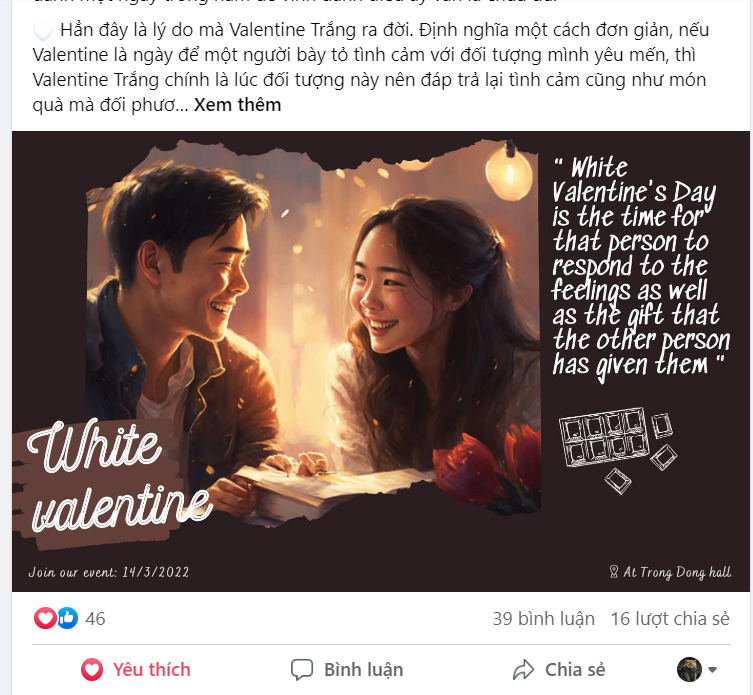 Hẳn đây là lý do mà Valentine Trắng ra đời. Định nghĩa một cách đơn giản, nếu
Valentine là ngày để một người bày tỏ tình cảm với đối tượng mình yêu mến, thì
Valentine Trắng chính là lúc đối tượng này nên đáp trả lại tình cảm cũng như món
quà mà đối phươ... Xem thêm
" White
Valentine's Day
is the time for
that person to
respond to the
feelings as well
as the gift that
the other person
has given them "
White
valentine
Join our event: 14/3/2022
At Trong Dong hall
46
39 bình luận 16 lượt chia sẻ
Yêu thích
Bình luận
Chia sẻ